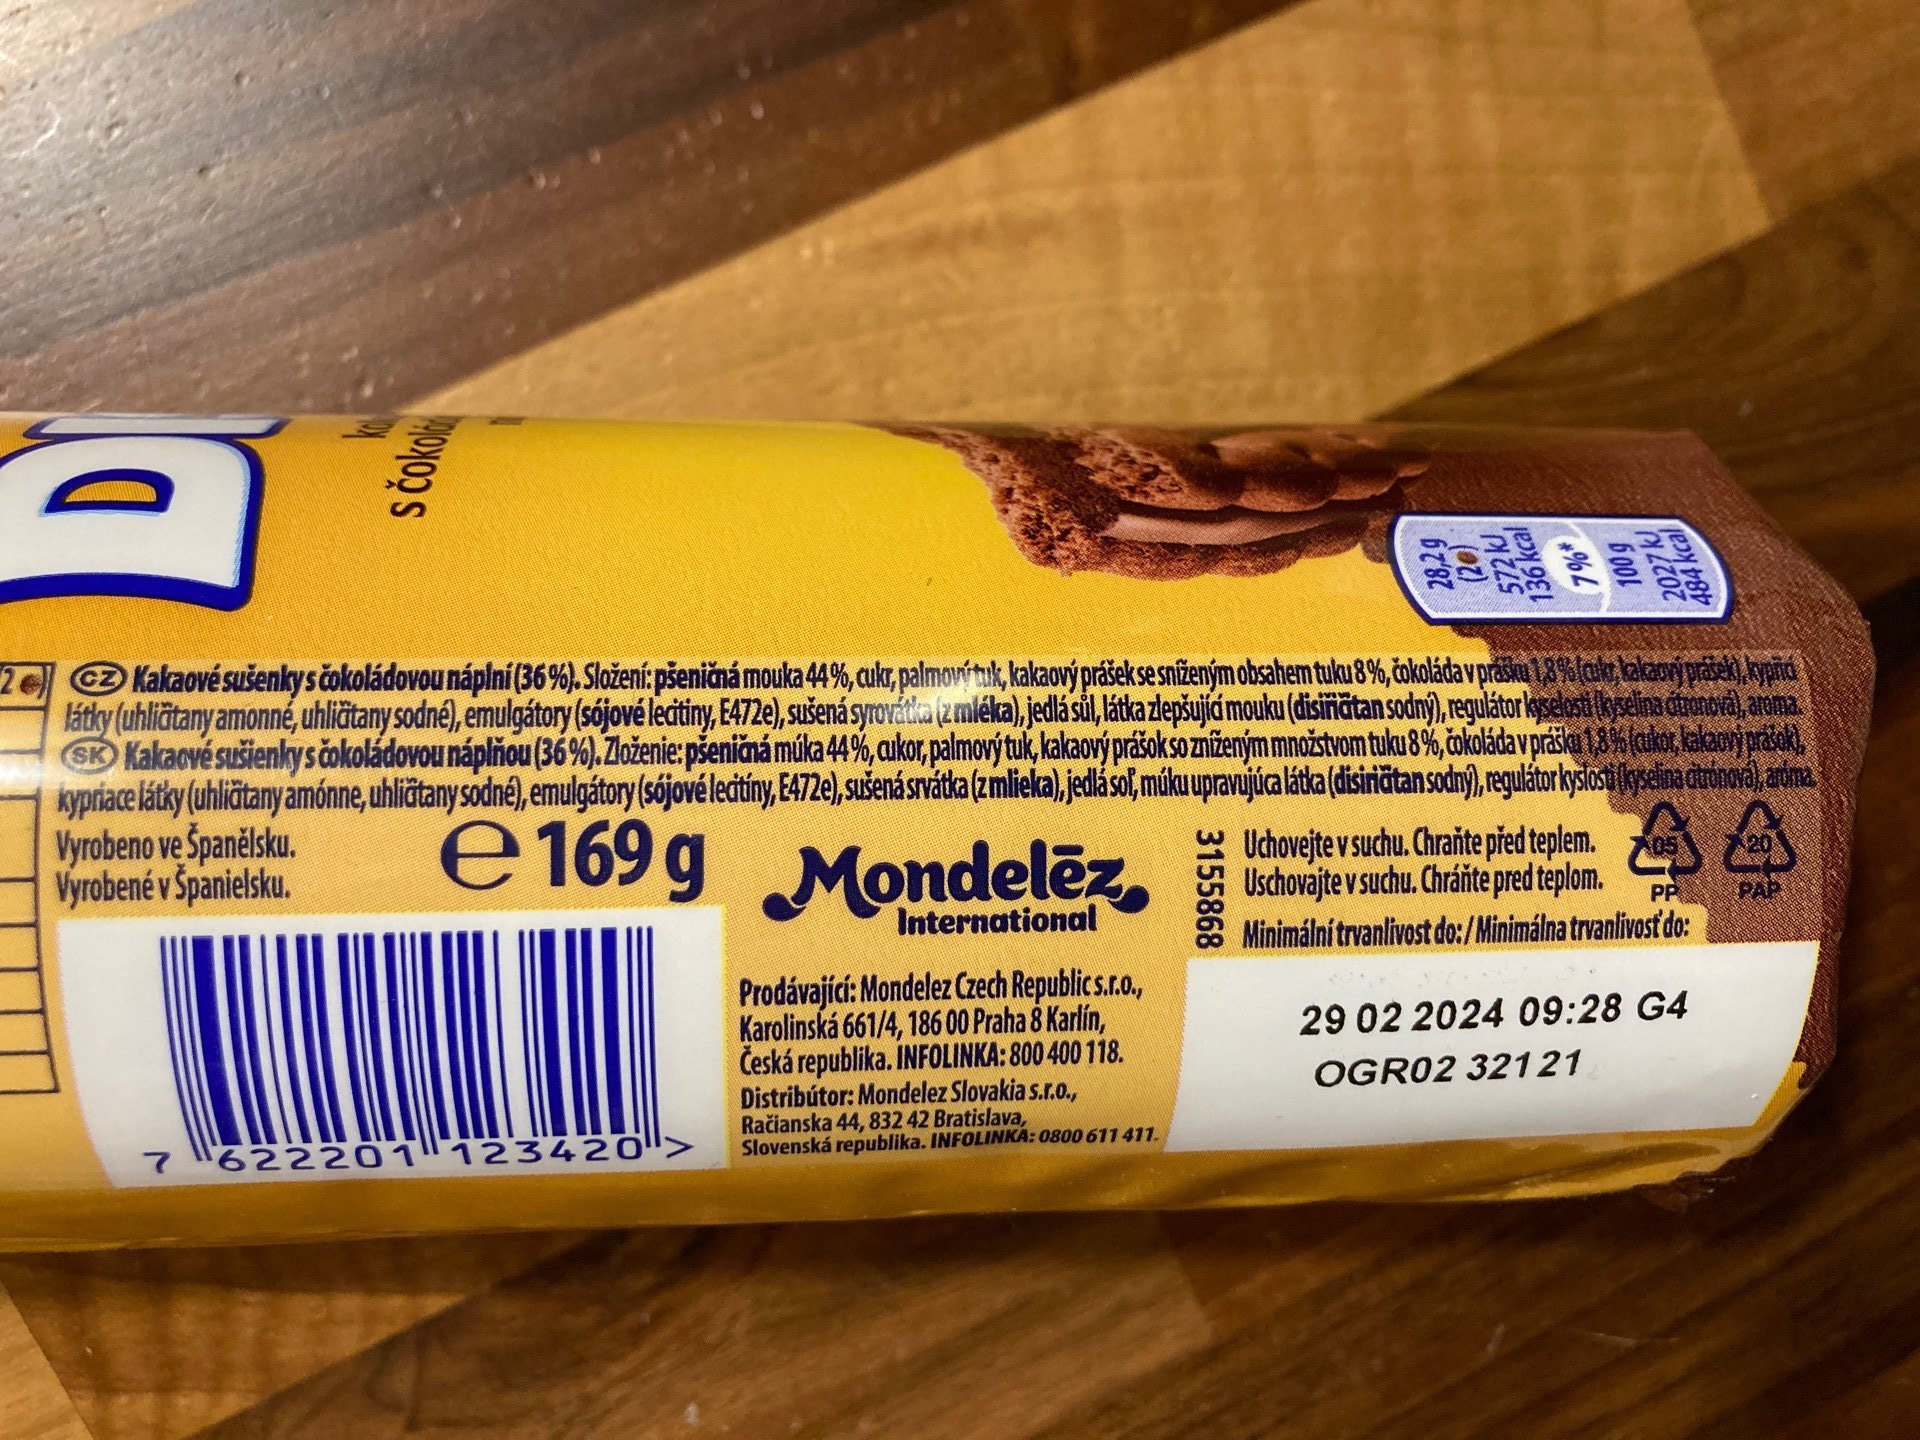 s čoko
28,2 g
(2)
572 kJ
136 kcal
7%*
100 g
2027 kJ
484 kcal
CZ Kakaové sušenky s čokoládovou náplní (36 %). Složení: pšeničná mouka 44 %, cukr, palmový tuk, kakaový prášek se sníženým obsahem tuku 8 %, čokoláda v prášku 1,8 % (cukr, kakaový prášek), kypřicí
látky (uhličitany amonné, uhličitany sodné), emulgátory (sójové lecitiny, E472e), sušená syrovátka (z mléka), jedlá sůl, látka zlepšující mouku (disiřičitan sodný), regulátor kyselosti (kyselina citronová), aroma.
SK Kakaové sušienky s čokoládovou náplňou (36 %). Zloženie: pšeničná múka 44 %, cukor, palmový tuk, kakaový prášok so zníženým množstvom tuku 8 %, čokoláda v prášku 1,8 % (cukor, kakaový prášok),
kypriace látky (uhličitany amónne, uhličitany sodné), emulgátory (sójové lecitíny, E472e), sušená srvátka (z mlieka), jedlá soľ, múku upravujúca látka (disiričitan sodný), regulátor kyslosti (kyselina citrónová), aróma.
Vyrobeno ve Španělsku.
Vyrobené v Španielsku.
e 169 g
Mondelēz
International
3155868
Uchovejte v suchu. Chraňte před teplem.
Uschovajte v suchu. Chráňte pred teplom.
05
PP
20
PAP
Minimální trvanlivost do: / Minimálna trvanlivosť do:
29 02 2024 09:28 G4
OGR02 321 21
Prodávající: Mondelez Czech Republic s.r.o.,
Karolinská 661/4, 186 00 Praha 8 Karlín,
Česká republika. INFOLINKA: 800 400 118.
Distribútor: Mondelez Slovakia s.r.o.,
Račianska 44, 832 42 Bratislava,
Slovenská republika. INFOLINKA: 0800 611 411.
7 622201 123420 >